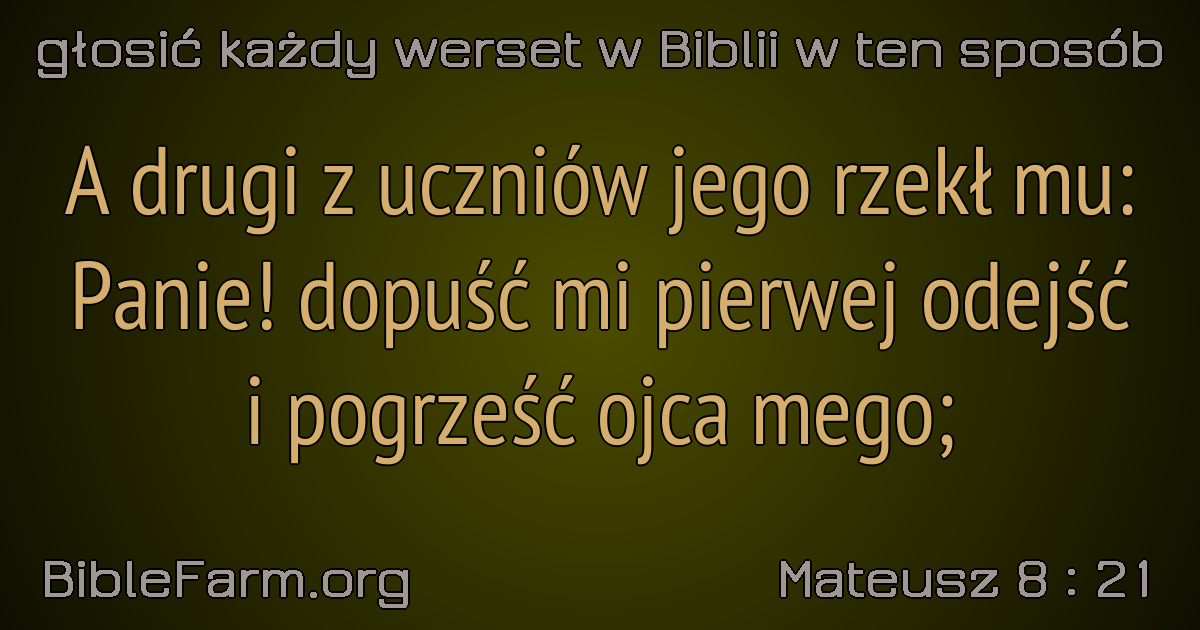 głosić każdy werset w Biblii w ten sposób
A drugi z uczniów jego rzekł mu:
Panie! dopuść mi pierwej odejść
i pogrześć ojca mego;
BibleFarm.org
Mateusz 8 : 21